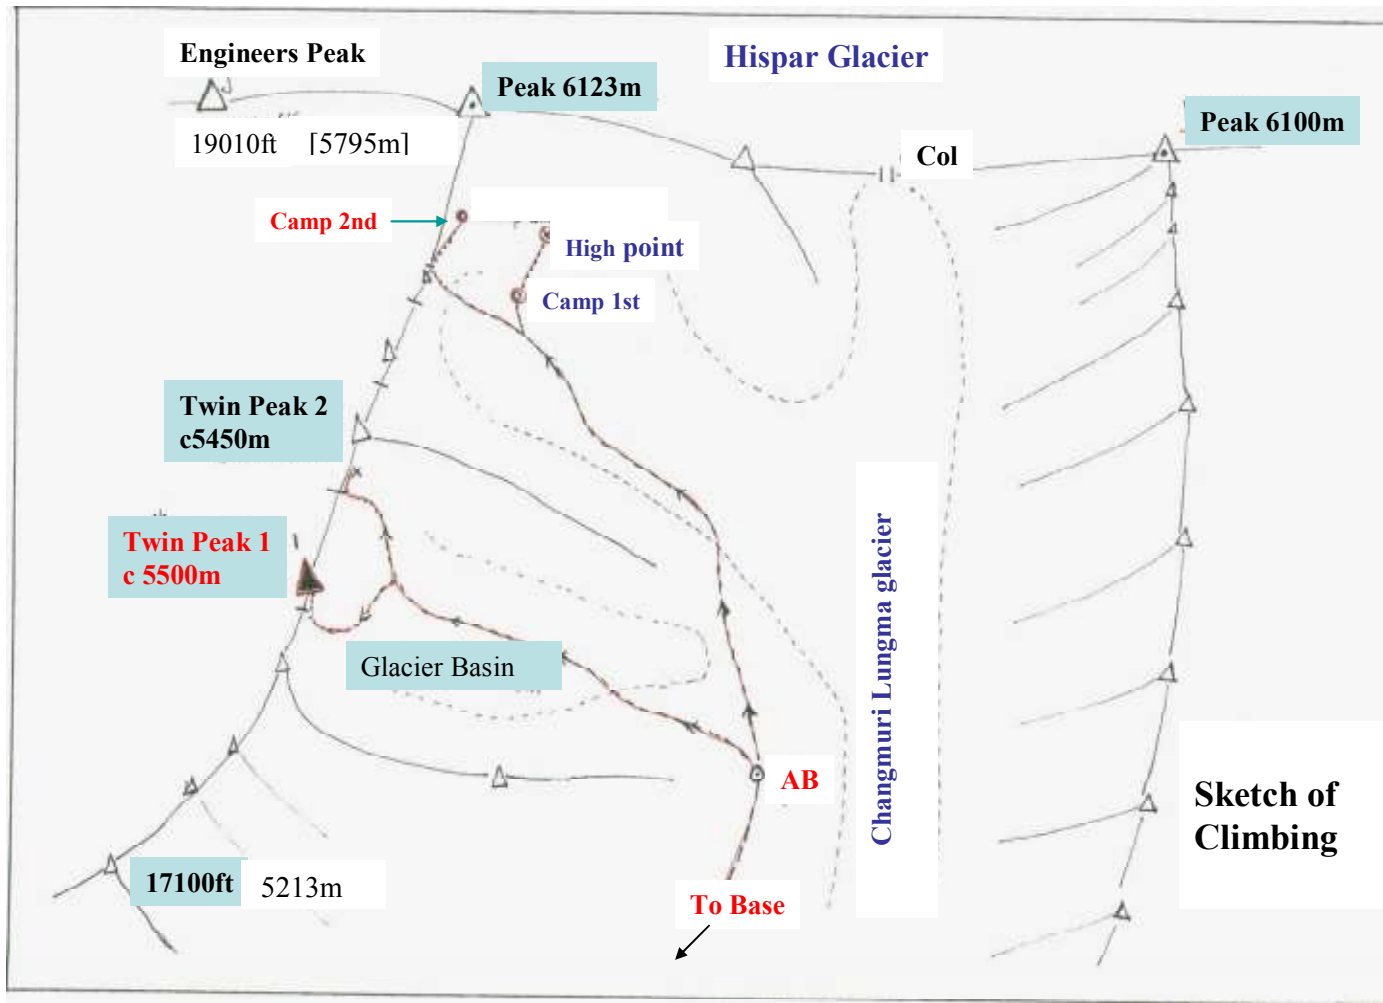 Engineers Peak
Hispar Glacier
Peak 6123m
Peak 6100m
19010ft [5795m]
Col
Camp 2nd
High point
Camp 1st
Twin Peak 2
c5450m
Twin Peak 1
c 5500m
Changmuri Lungma glacier
Glacier Basin
AB
Sketch of
Climbing
17100ft 5213m
To Base